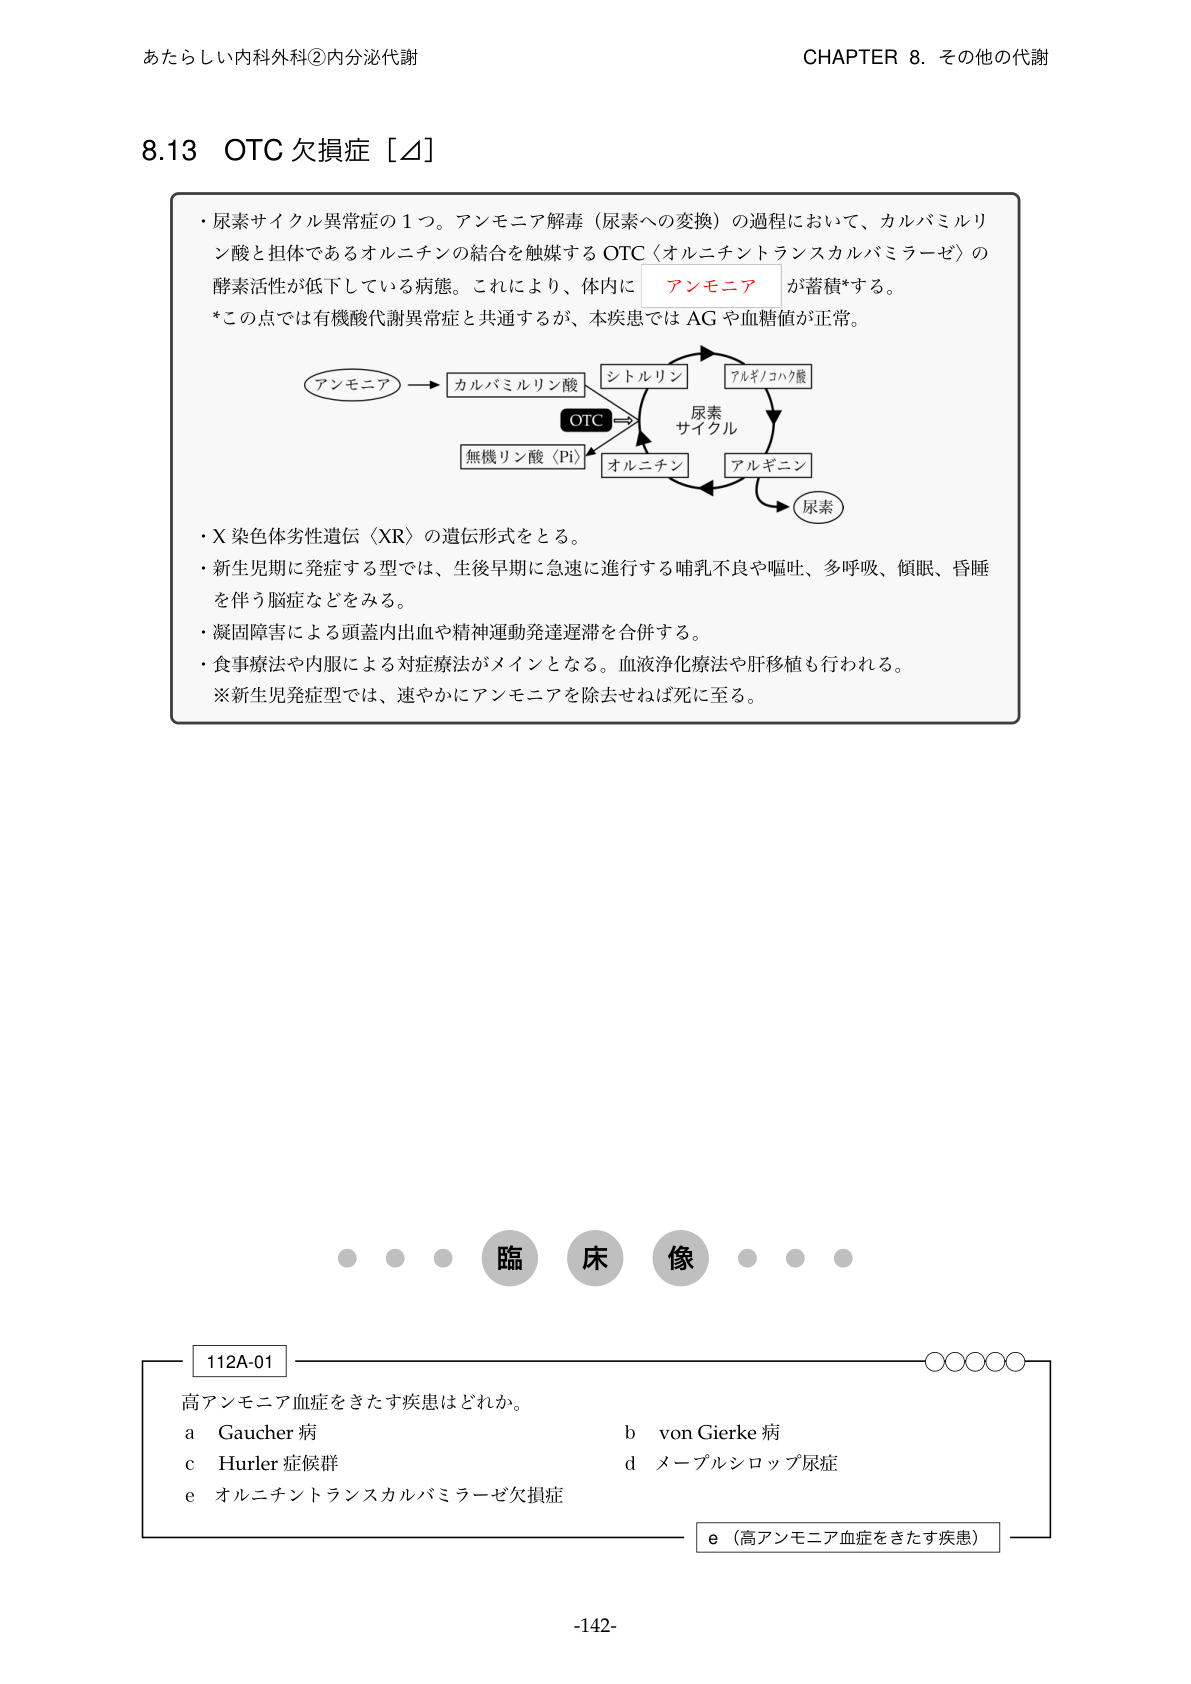 あたらしい内科外科②内分泌代謝
CHAPTER 8. その他の代謝
8.13 OTC 欠損症［⊿］
・尿素サイクル異常症の 1 つ。アンモニア解毒（尿素への変換）の過程において、カルバミルリ
ン酸と担体であるオルニチンの結合を触媒する OTC〈オルニチントランスカルバミラーゼ〉の
酵素活性が低下している病態。これにより、体内に アンモニア が蓄積*する。
*この点では有機酸代謝異常症と共通するが、本疾患では AG や血糖値が正常。
アンモニア
カルバミルリン酸
シトルリン
アルギノコハク酸
OTC
尿素
サイクル
無機リン酸〈Pi〉
オルニチン
アルギニン
尿素
・X 染色体劣性遺伝〈XR〉の遺伝形式をとる。
・新生児期に発症する型では、生後早期に急速に進行する哺乳不良や嘔吐、多呼吸、傾眠、昏睡
を伴う脳症などをみる。
・凝固障害による頭蓋内出血や精神運動発達遅滞を合併する。
・食事療法や内服による対症療法がメインとなる。血液浄化療法や肝移植も行われる。
※新生児発症型では、速やかにアンモニアを除去せねば死に至る。
臨床像
112A-01
高アンモニア血症をきたす疾患はどれか。
a Gaucher 病
b von Gierke 病
c Hurler 症候群
d メープルシロップ尿症
e オルニチントランスカルバミラーゼ欠損症
e （高アンモニア血症をきたす疾患）
-142-